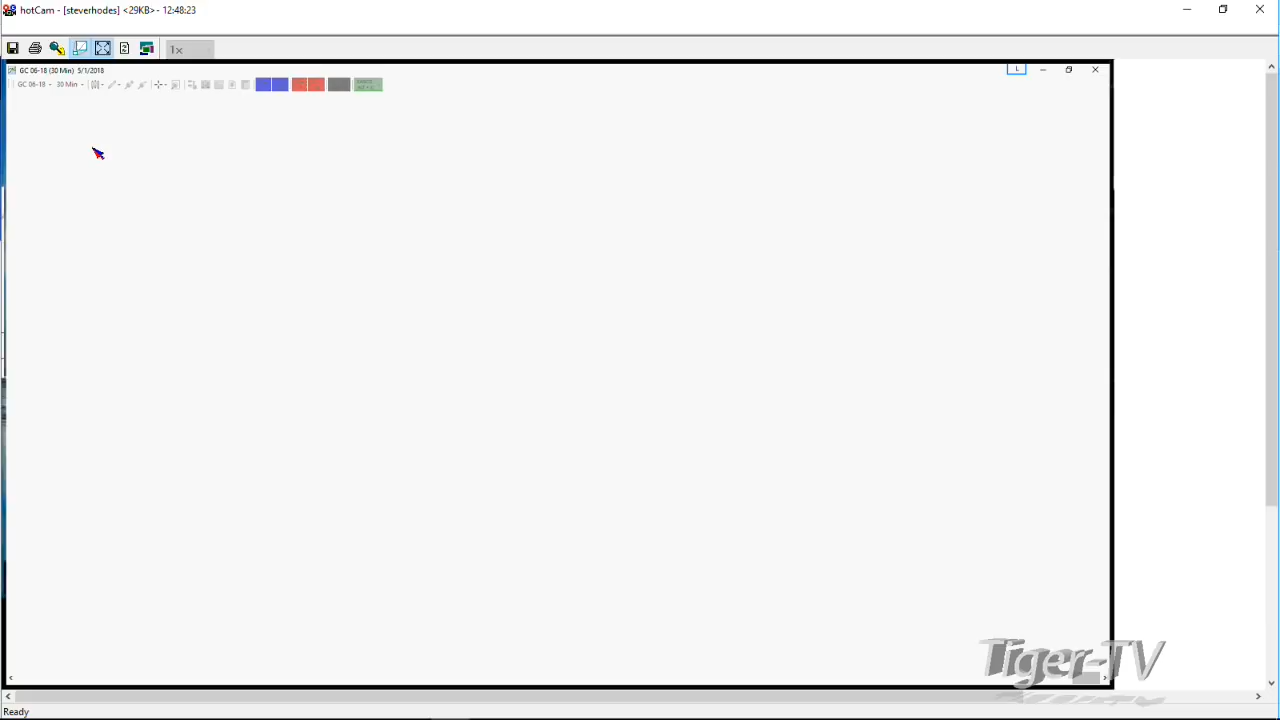 hotCam - [steverhodes] <29KB> - 12:48:23
1x
GC 06-18 (30 Min) 5/1/2018
L
GC 06-18
30 Min
Tiger-TV
Ready